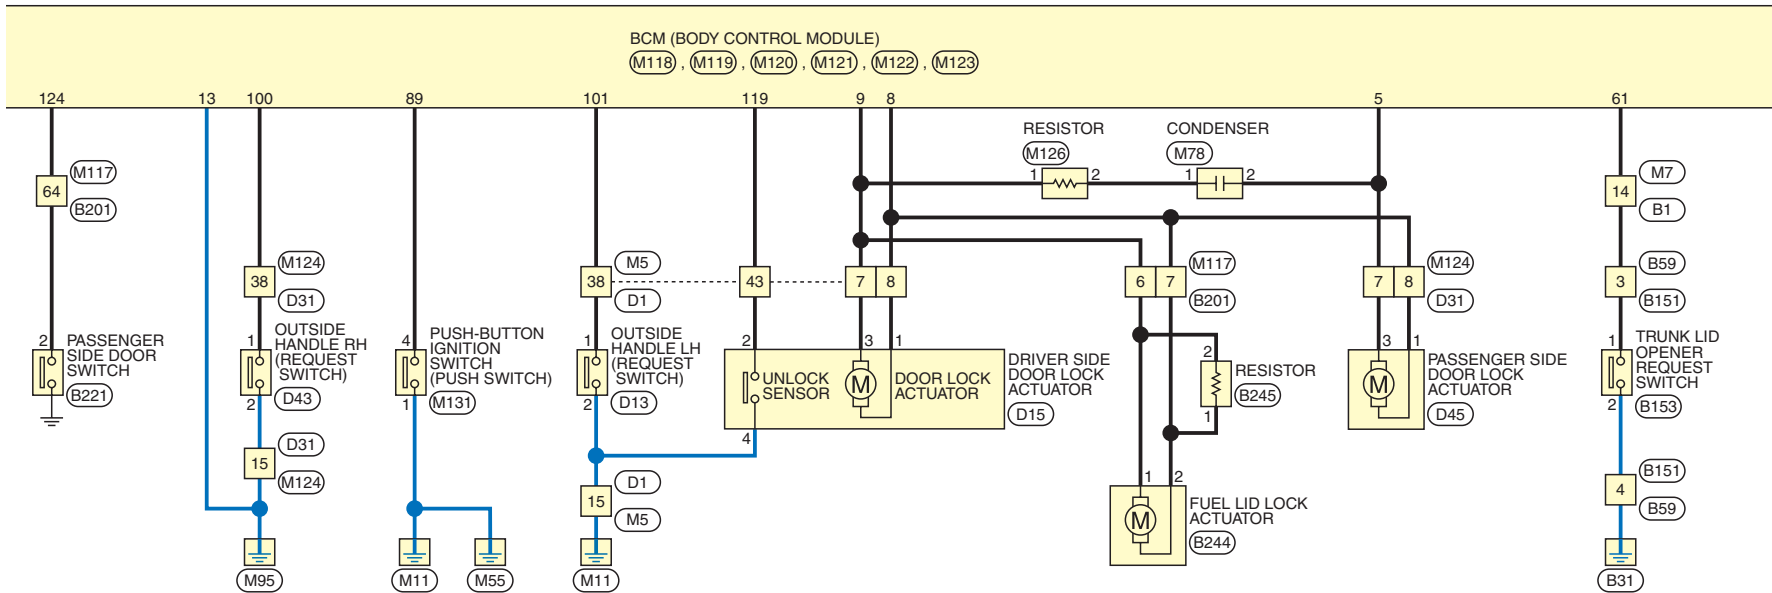 BCM (BODY CONTROL MODULE)
M118 , M119 , M120 , M121 , M122 , M123
124 13 100 89 101 119 9 8 5 61
RESISTOR CONDENSER
M126 M78
1 2 1 2
M117
64
B201
M7
14
B1
M124
38
D31
M5
38 43 7 8
D1
M117
6 7
B201
M124
7 8
D31
B59
3
B151
2
PASSENGER
SIDE DOOR
SWITCH
B221
1
OUTSIDE
HANDLE RH
(REQUEST
SWITCH)
2
D43
4
PUSH-BUTTON
IGNITION
SWITCH
(PUSH SWITCH)
1
M131
1
OUTSIDE
HANDLE LH
(REQUEST
SWITCH)
2
D13
2 3 1
UNLOCK
SENSOR
M
DOOR LOCK
ACTUATOR
4
DRIVER SIDE
DOOR LOCK
ACTUATOR
D15
2
RESISTOR
B245
1
3 1
M
PASSENGER SIDE
DOOR LOCK
ACTUATOR
D45
1
TRUNK LID
OPENER
REQUEST
SWITCH
2
B153
D31
15
M124
D1
15
M5
1 2
M
FUEL LID LOCK
ACTUATOR
B244
B151
4
B59
M95 M11 M55 M11 B31